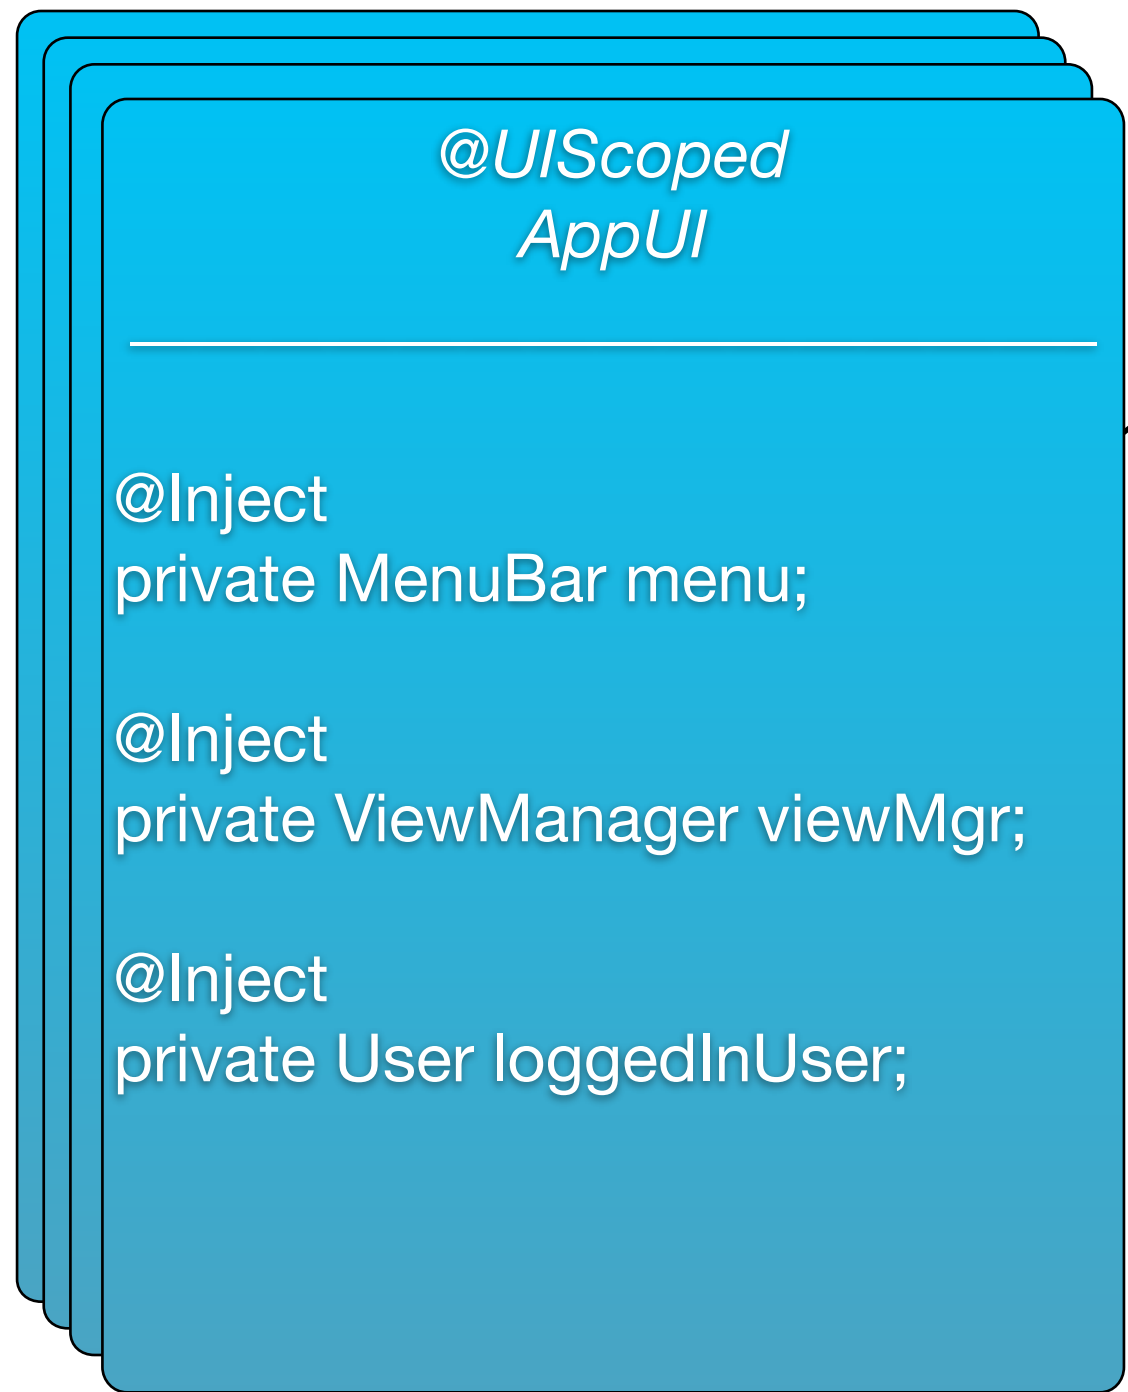 @UIScoped
AppUI
@Inject
private MenuBar menu;
@Inject
private ViewManager viewMgr;
@Inject
private User loggedInUser;